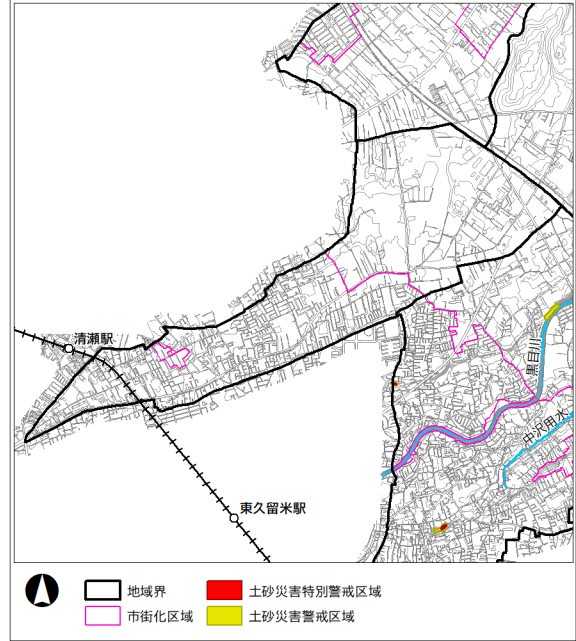 清瀬駅
黒目川
中沢用水
東久留米駅
地域界
土砂災害特別警戒区域
市街化区域
土砂災害警戒区域